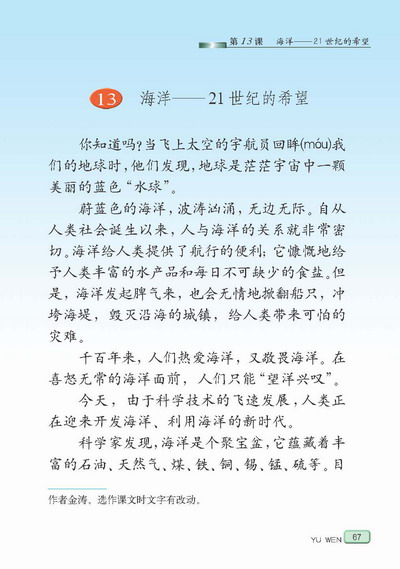 第13课 海洋——21世纪的希望
13 海洋——21世纪的希望
你知道吗?当飞上太空的宇航员回眸(móu)我
们的地球时,他们发现,地球是茫茫宇宙中一颗
美丽的蓝色“水球”。
蔚蓝色的海洋,波涛汹涌,无边无际。自从
人类社会诞生以来,人与海洋的关系就非常密
切。海洋给人类提供了航行的便利;它慷慨地给
予人类丰富的水产品和每日不可缺少的食盐。但
是,海洋发起脾气来,也会无情地掀翻船只,冲
垮海堤,毁灭沿海的城镇,给人类带来可怕的
灾难。
千百年来,人们热爱海洋,又敬畏海洋。在
喜怒无常的海洋面前,人们只能“望洋兴叹”。
今天,由于科学技术的飞速发展,人类正
在迎来开发海洋、利用海洋的新时代。
科学家发现,海洋是个聚宝盆,它蕴藏着丰
富的石油、天然气、煤、铁、铜、锡、锰、硫等。目
作者金涛。选作课文时文字有改动。
YU WEN 67